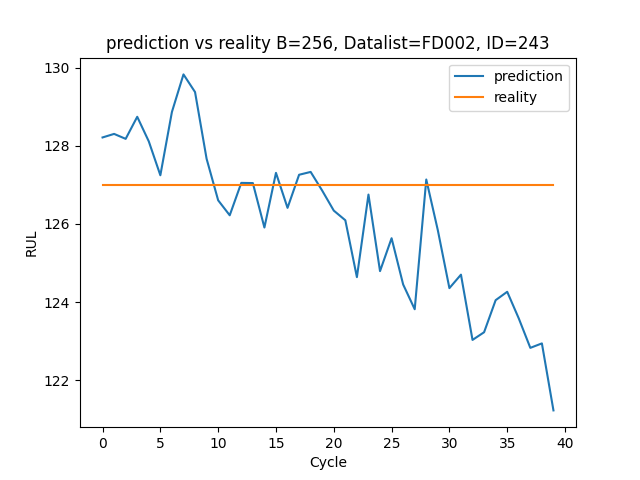 prediction vs reality B=256, Datalist=FD002, ID=243
prediction
reality
130
128
126
124
122
RUL
0 5 10 15 20 25 30 35 40
Cycle